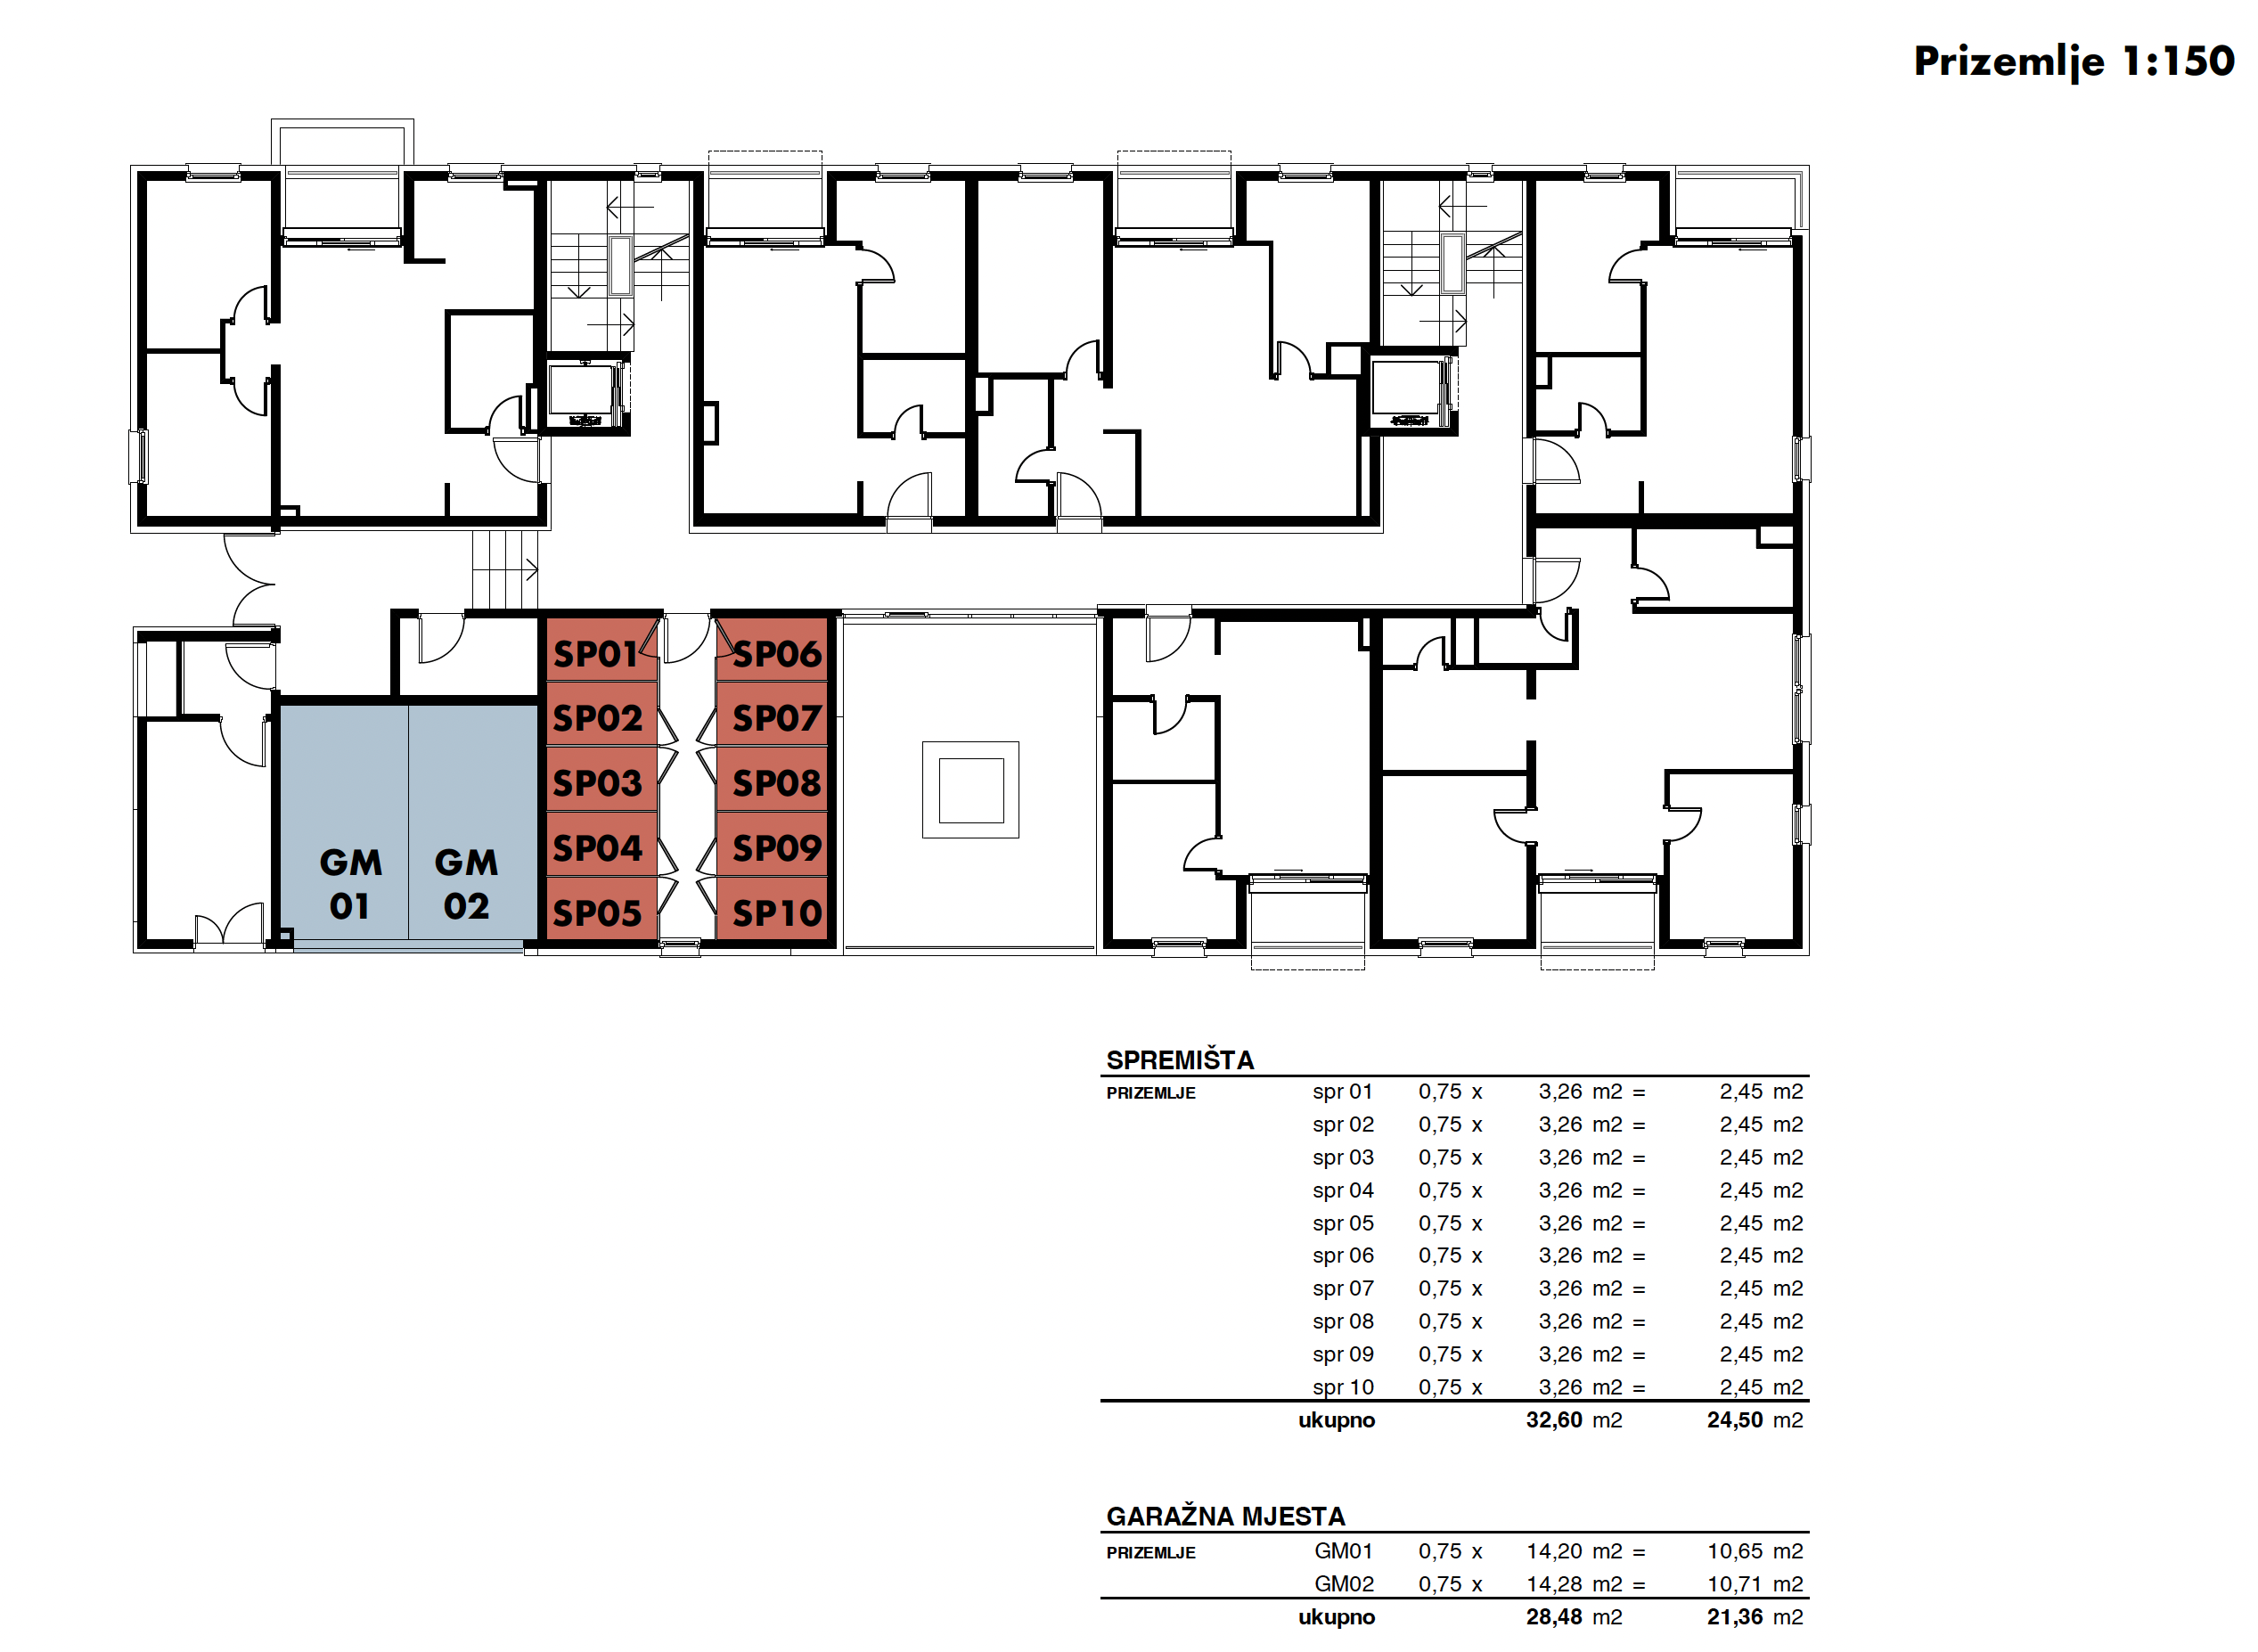 Prizemlje 1:150
SP01 SP06
SP02 SP07
SP03 SP08
SP04 SP09
SP05 SP10
GM 01
GM 02
SPREMIŠTA
PRIZEMLJE spr 01 0,75 x 3,26 m2 = 2,45 m2
spr 02 0,75 x 3,26 m2 = 2,45 m2
spr 03 0,75 x 3,26 m2 = 2,45 m2
spr 04 0,75 x 3,26 m2 = 2,45 m2
spr 05 0,75 x 3,26 m2 = 2,45 m2
spr 06 0,75 x 3,26 m2 = 2,45 m2
spr 07 0,75 x 3,26 m2 = 2,45 m2
spr 08 0,75 x 3,26 m2 = 2,45 m2
spr 09 0,75 x 3,26 m2 = 2,45 m2
spr 10 0,75 x 3,26 m2 = 2,45 m2
ukupno 32,60 m2 24,50 m2
GARAŽNA MJESTA
PRIZEMLJE GM01 0,75 x 14,20 m2 = 10,65 m2
GM02 0,75 x 14,28 m2 = 10,71 m2
ukupno 28,48 m2 21,36 m2